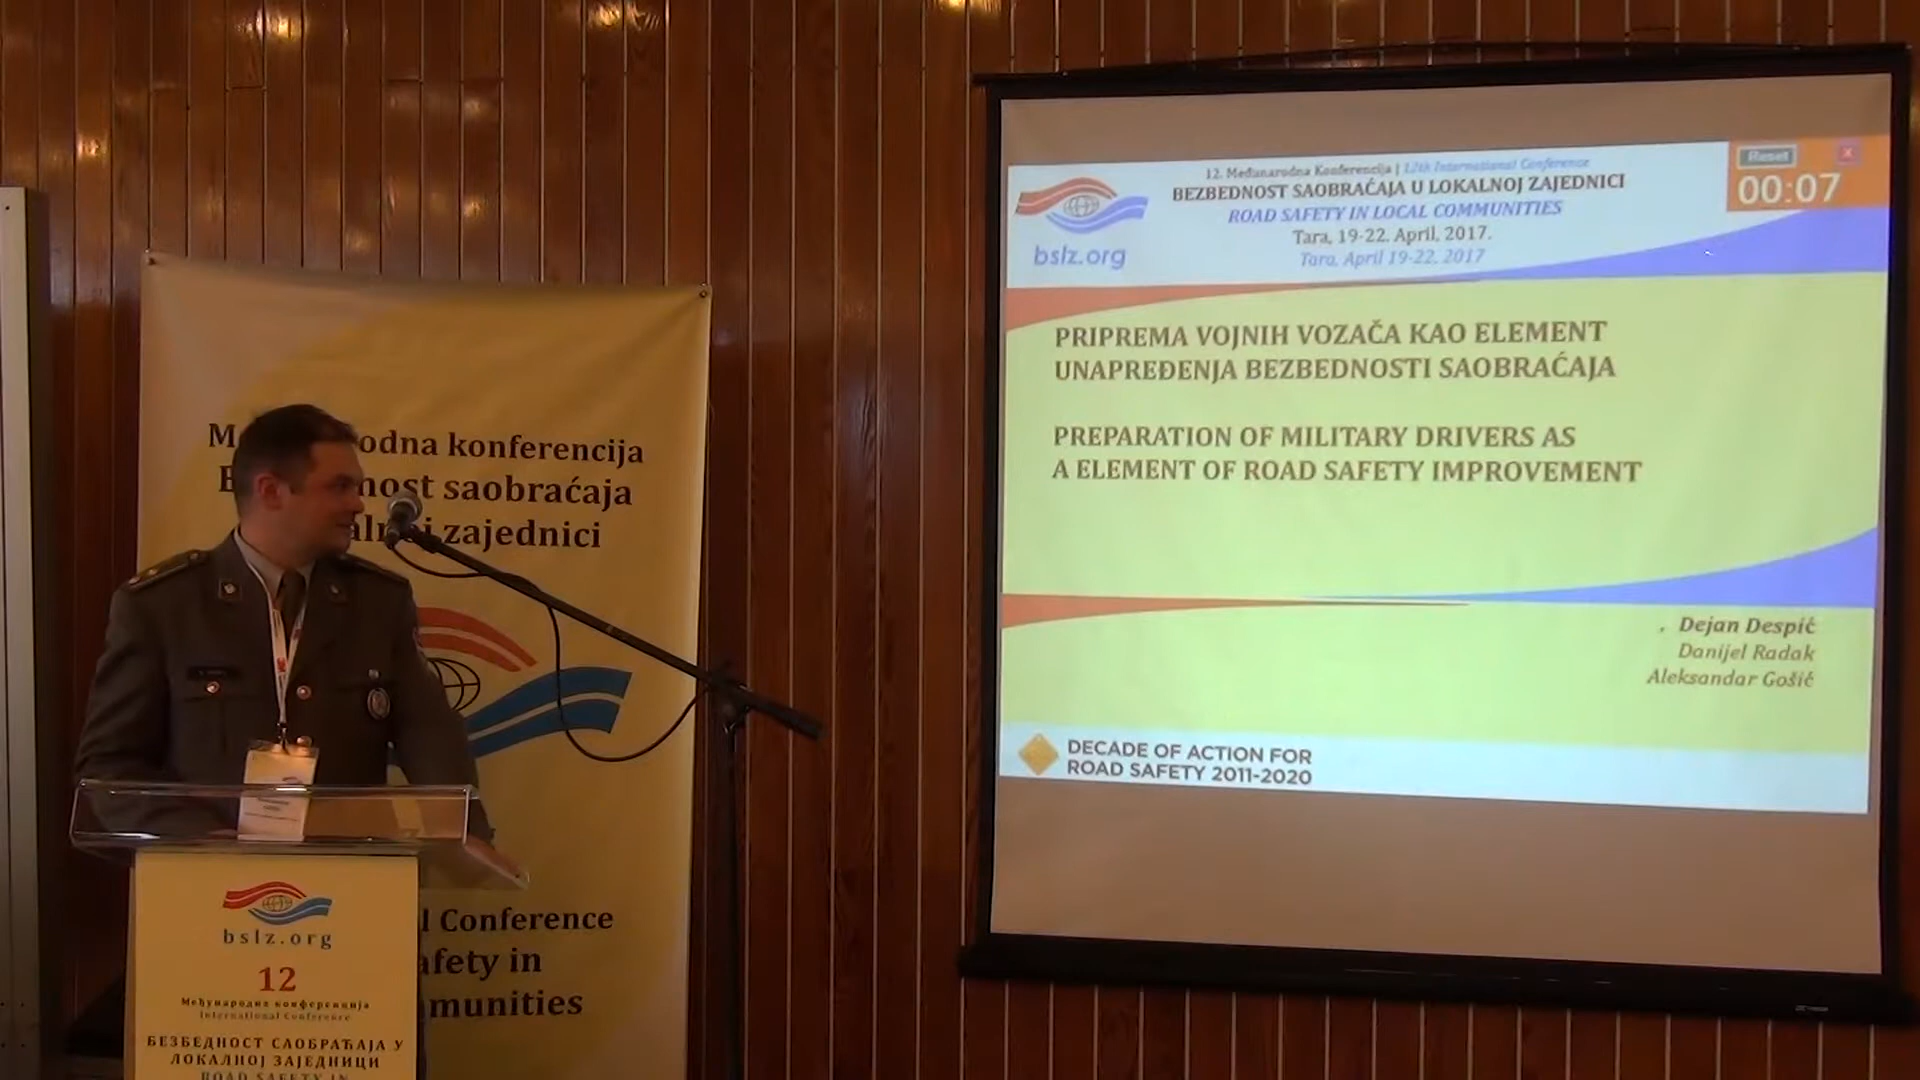 12. Međunarodna Konferencija | 12th International Conference
BEZBEDNOST SAOBRAĆAJA U LOKALNOJ ZAJEDNICI
ROAD SAFETY IN LOCAL COMMUNITIES
Tara, 19-22. April, 2017.
Tara, April 19-22, 2017
bslz.org
Reset
X
00:07
PRIPREMA VOJNIH VOZAČA KAO ELEMENT
UNAPREĐENJA BEZBEDNOSTI SAOBRAĆAJA
PREPARATION OF MILITARY DRIVERS AS
A ELEMENT OF ROAD SAFETY IMPROVEMENT
. Dejan Despić
Danijel Radak
Aleksandar Gošić
DECADE OF ACTION FOR
ROAD SAFETY 2011-2020
M odna konferencija
B nost saobraćaja
alnoj zajednici
l Conference
afety in
munities
bslz.org
12
Међународна конференција
International Conference
БЕЗБЕДНОСТ САОБРАЋАЈА У
ЛОКАЛНОЈ ЗАЈЕДНИЦИ
ROAD SAFETY IN